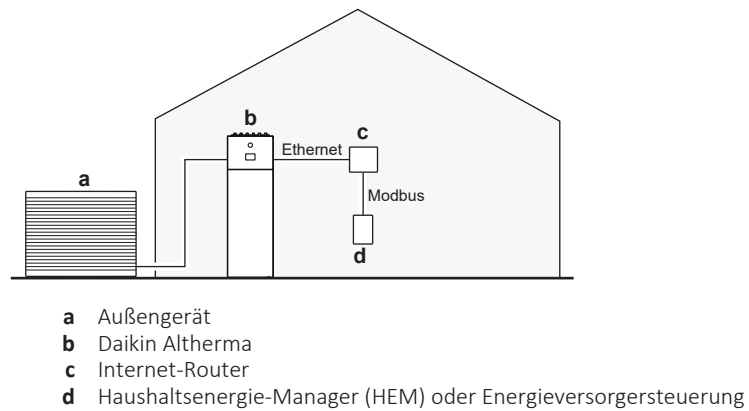 b
Ethernet
c
a
Modbus
d
a Außengerät
b Daikin Altherma
c Internet-Router
d Haushaltsenergie-Manager (HEM) oder Energieversorgersteuerung